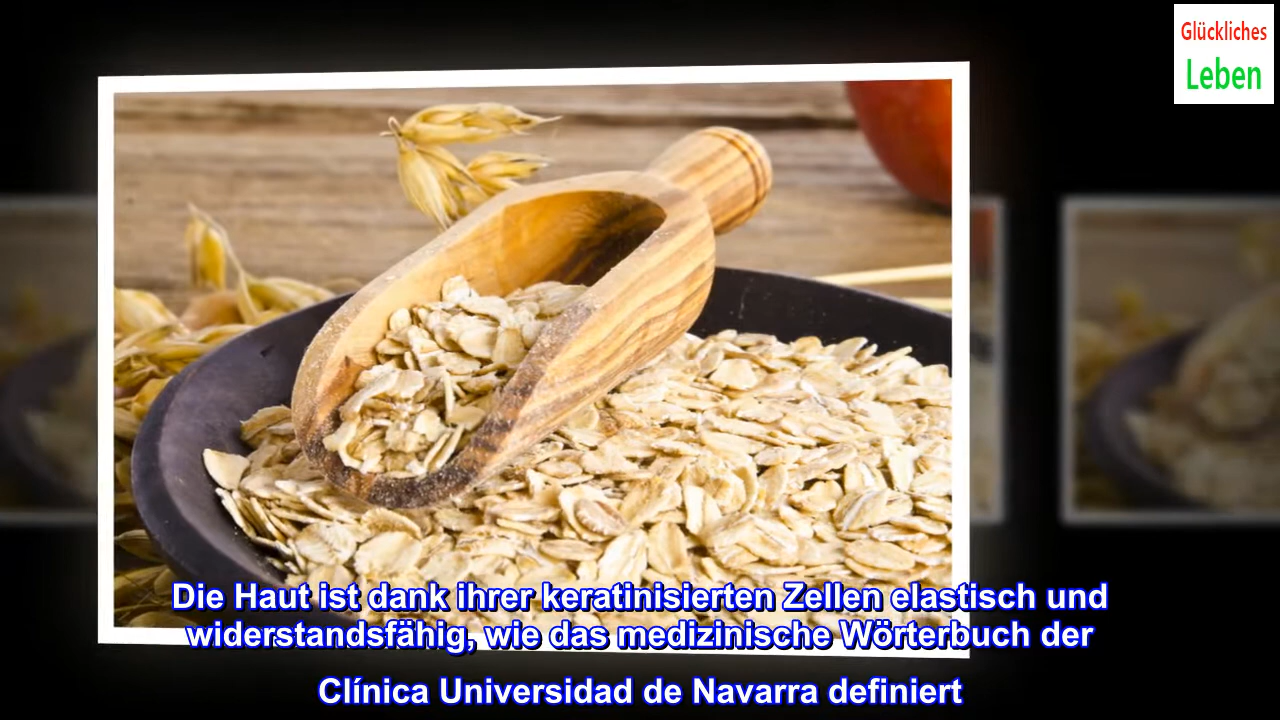 Glückliches
Leben
Die Haut ist dank ihrer keratinisierten Zellen elastisch und
widerstandsfähig, wie das medizinische Wörterbuch der
Clínica Universidad de Navarra definiert